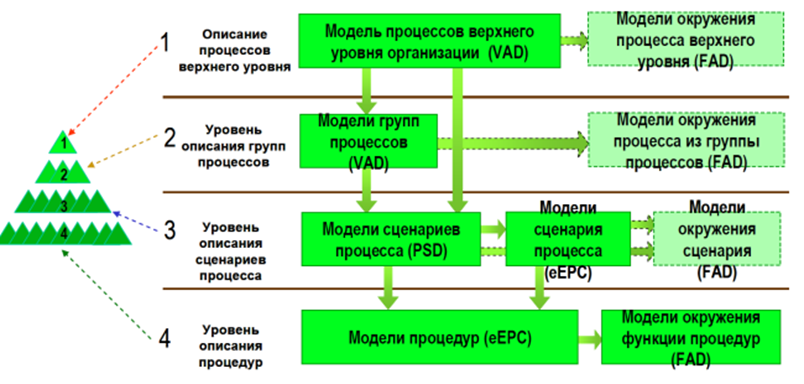 1
Описание
процессов
верхнего уровня
Модель процессов верхнего
уровня организации (VAD)
Модели окружения
процесса верхнего
уровня (FAD)
2
Уровень
описания групп
процессов
Модели групп
процессов
(VAD)
Модели окружения
процесса из группы
процессов (FAD)
3
Уровень
описания
сценариев
процесса
Модели сценариев
процесса (PSD)
Модели
сценария
процесса
(eEPC)
Модели
окружения
сценария
(FAD)
4
Уровень
описания
процедур
Модели процедур (eEPC)
Модели окружения
функции процедур
(FAD)
1
2
3
4